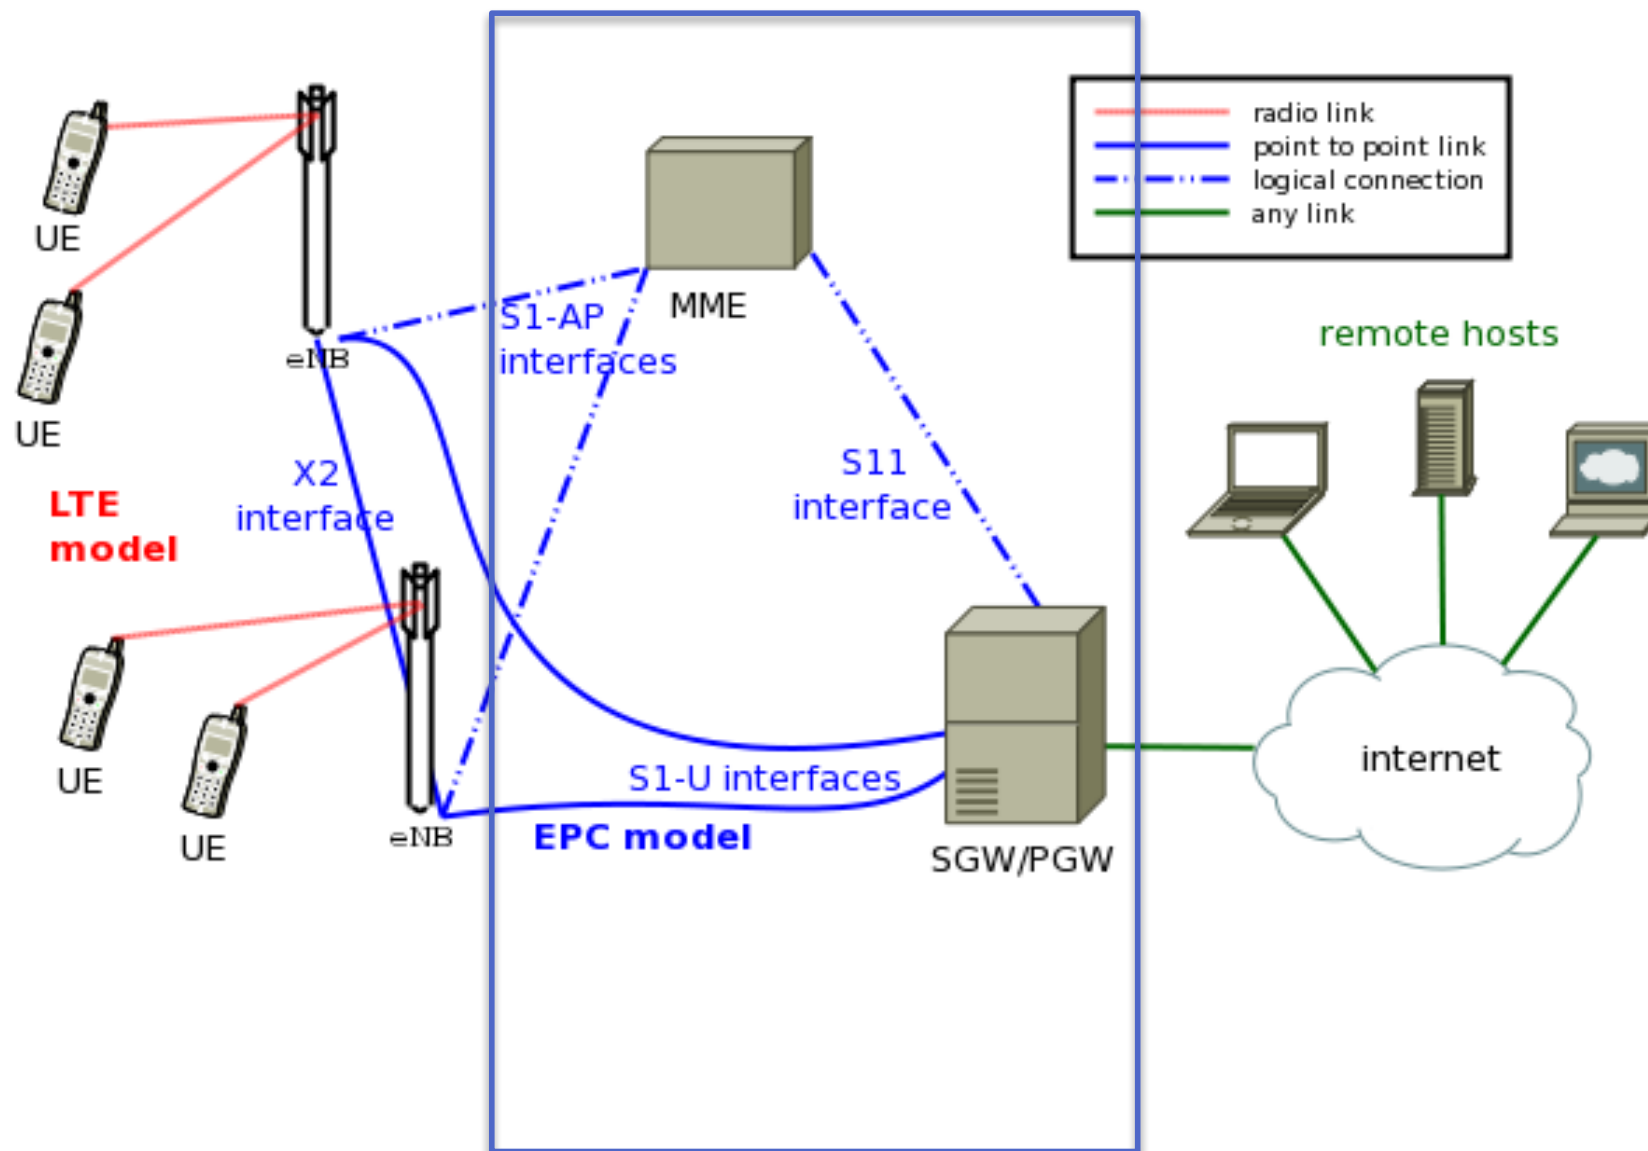 radio link
point to point link
logical connection
any link
UE
UE
eNB
MME
S1-AP
interfaces
remote hosts
X2
interface
S11
interface
LTE
model
UE
UE
eNB
S1-U interfaces
EPC model
SGW/PGW
internet